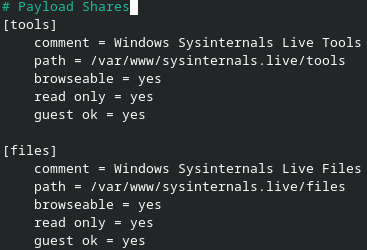 # Payload Shares
[tools]
    comment = Windows Sysinternals Live Tools
    path = /var/www/sysinternals.live/tools
    browseable = yes
    read only = yes
    guest ok = yes

[files]
    comment = Windows Sysinternals Live Files
    path = /var/www/sysinternals.live/files
    browseable = yes
    read only = yes
    guest ok = yes